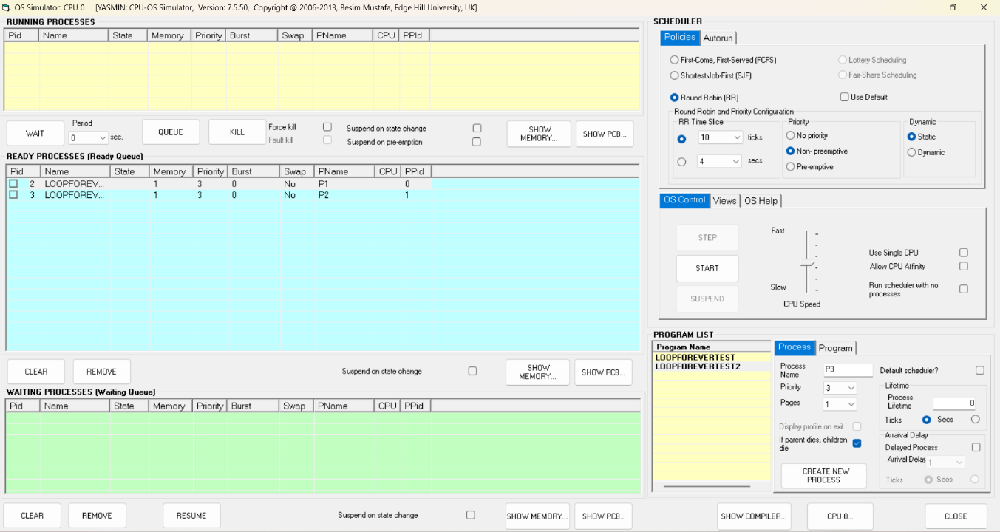 OS Simulator: CPU 0 [YASMIN: CPU-OS Simulator, Version: 7.5.50, Copyright @ 2006-2013, Besim Mustafa, Edge Hill University, UK]
RUNNING PROCESSES
Pid Name State Memory Priority Burst Swap PName CPU PPId
WAIT
Period
0 sec.
QUEUE
KILL
Force kill
Fault kill
Suspend on state change
Suspend on pre-emption
SHOW MEMORY...
SHOW PCB...
READY PROCESSES (Ready Queue)
Pid Name State Memory Priority Burst Swap PName CPU PPid
2 LOOPFOREV... 1 3 0 No P1 0
3 LOOPFOREV... 1 3 0 No P2 1
CLEAR
REMOVE
Suspend on state change
SHOW MEMORY...
SHOW PCB...
WAITING PROCESSES (Waiting Queue)
Pid Name State Memory Priority Burst Swap PName CPU PPid
CLEAR
REMOVE
RESUME
Suspend on state change
SHOW MEMORY...
SHOW PCB..
SCHEDULER
Policies Autorun
First-Come, First-Served (FCFS)
Lottery Scheduling
Shortest-Job-First (SJF)
Fair-Share Scheduling
Round Robin (RR)
Use Default
Round Robin and Priority Configuration
RR Time Slice
10 ticks
4 secs
Priority
No priority
Non- preemptive
Pre-emptive
Dynamic
Static
Dynamic
OS Control Views OS Help
STEP
START
SUSPEND
Fast
Slow
CPU Speed
Use Single CPU
Allow CPU Affinity
Run scheduler with no
processes
PROGRAM LIST
Program Name
LOOPFOREVERTEST
LOOPFOREVERTEST2
Process Program
Process
Name
P3
Priority 3
Pages 1
Display profile on exit
If parent dies, children
die
CREATE NEW
PROCESS
Default scheduler?
Lifetime
Process
Lifetime
0
Ticks Secs
Arraival Delay
Delayed Process
Arrival Delay 1
Ticks Secs
SHOW COMPILER...
CPU 0...
CLOSE